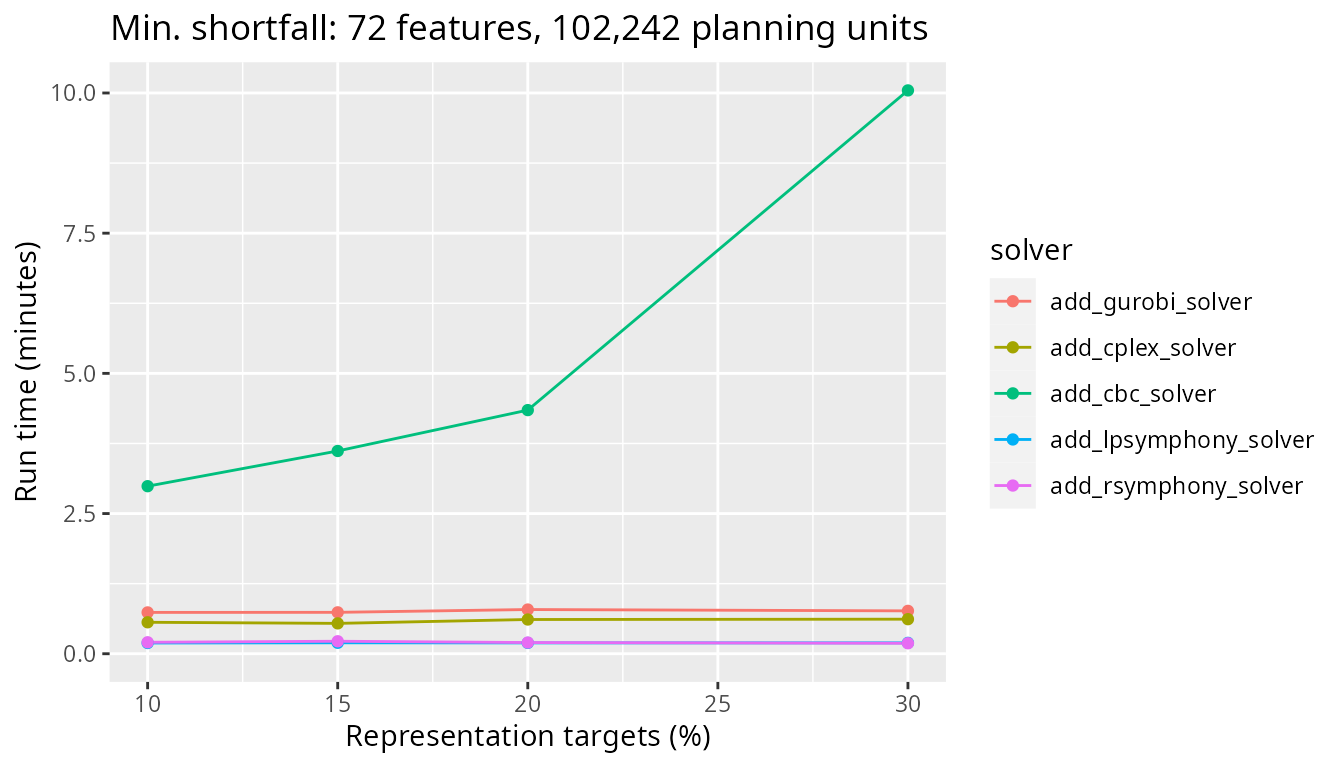 Min. shortfall: 72 features, 102,242 planning units
10.0
7.5
5.0
2.5
0.0
Run time (minutes)
10 15 20 25 30
Representation targets (%)
solver
add_gurobi_solver
add_cplex_solver
add_cbc_solver
add_lpsymphony_solver
add_rsymphony_solver